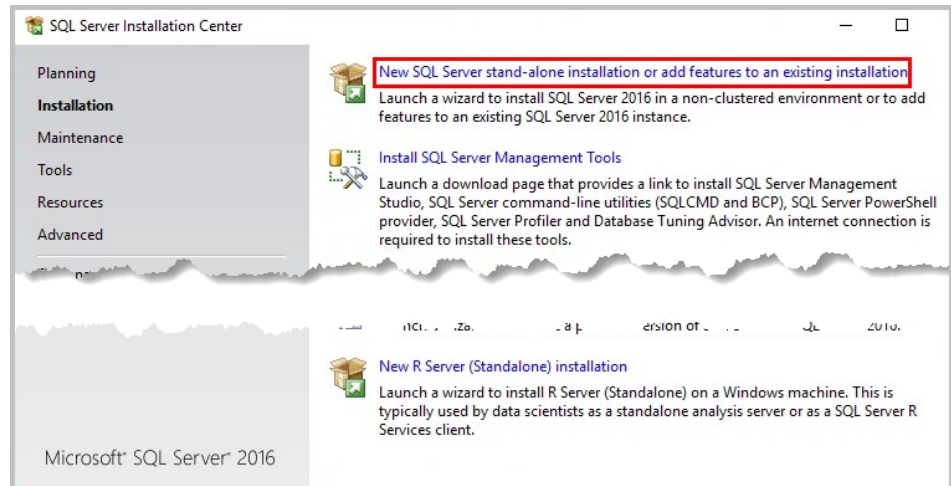 SQL Server Installation Center
Planning
Installation
Maintenance
Tools
Resources
Advanced
New SQL Server stand-alone installation or add features to an existing installation
Launch a wizard to install SQL Server 2016 in a non-clustered environment or to add
features to an existing SQL Server 2016 instance.
Install SQL Server Management Tools
Launch a download page that provides a link to install SQL Server Management
Studio, SQL Server command-line utilities (SQLCMD and BCP), SQL Server PowerShell
provider, SQL Server Profiler and Database Tuning Advisor. An internet connection is
required to install these tools.
New R Server (Standalone) installation
Launch a wizard to install R Server (Standalone) on a Windows machine. This is
typically used by data scientists as a standalone analysis server or as a SQL Server R
Services client.
Microsoft® SQL Server® 2016